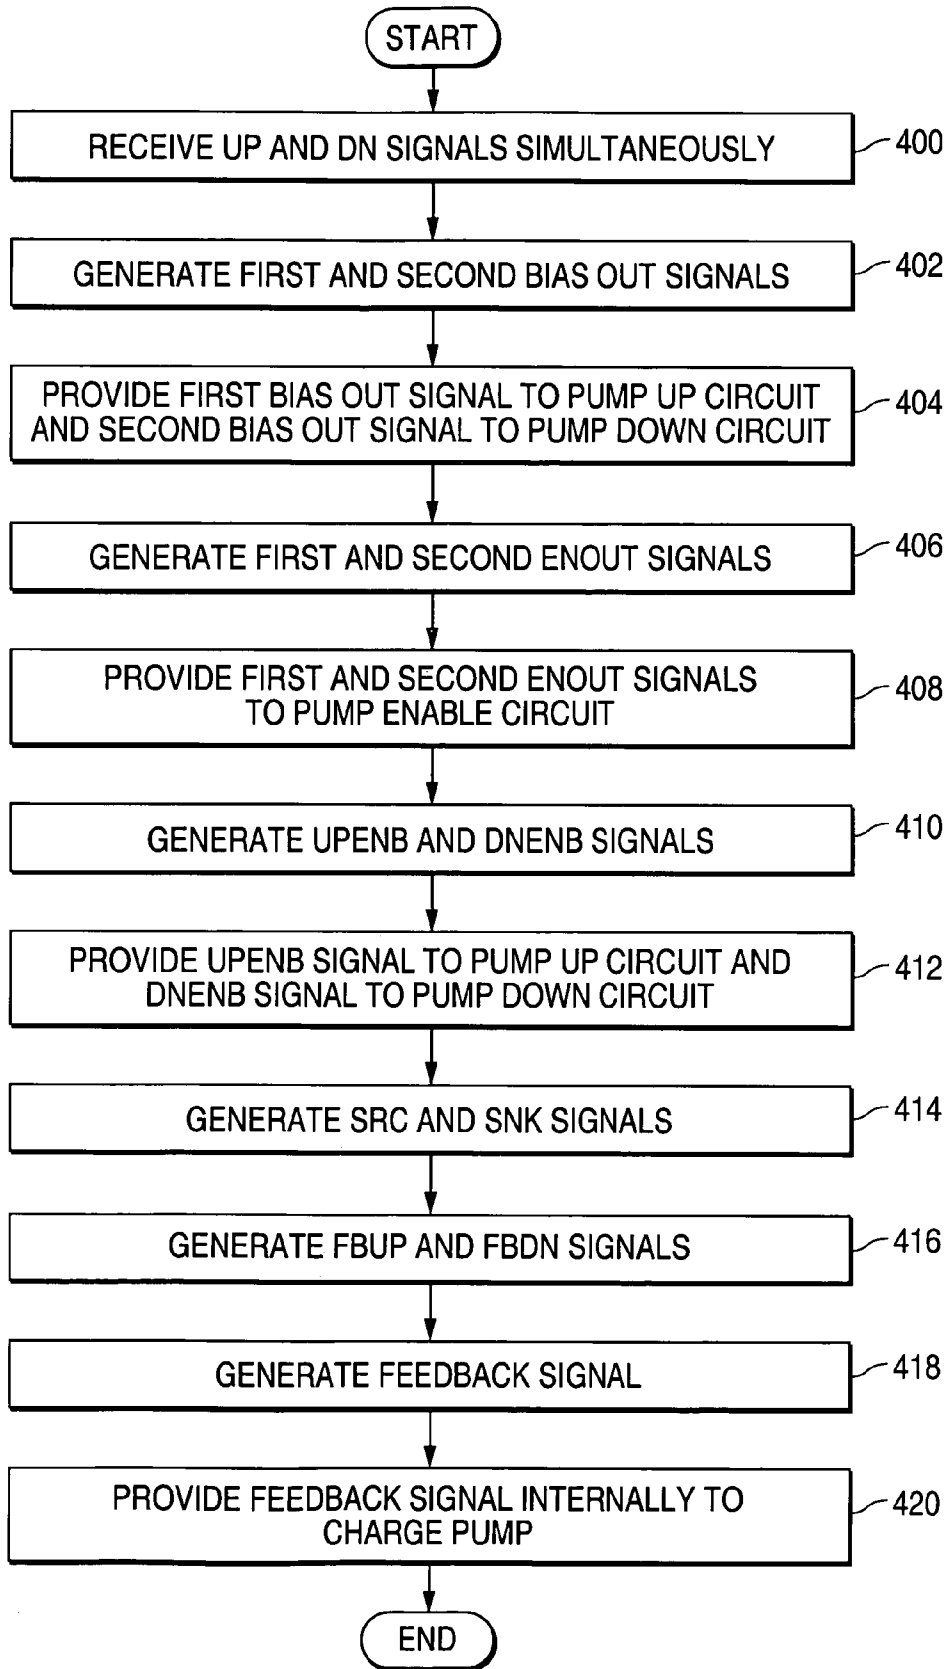 START
RECEIVE UP AND DN SIGNALS SIMULTANEOUSLY
400
GENERATE FIRST AND SECOND BIAS OUT SIGNALS
402
PROVIDE FIRST BIAS OUT SIGNAL TO PUMP UP CIRCUIT
AND SECOND BIAS OUT SIGNAL TO PUMP DOWN CIRCUIT
404
GENERATE FIRST AND SECOND ENOUT SIGNALS
406
PROVIDE FIRST AND SECOND ENOUT SIGNALS
TO PUMP ENABLE CIRCUIT
408
GENERATE UPENB AND DNENB SIGNALS
410
PROVIDE UPENB SIGNAL TO PUMP UP CIRCUIT AND
DNENB SIGNAL TO PUMP DOWN CIRCUIT
412
GENERATE SRC AND SNK SIGNALS
414
GENERATE FBUP AND FBDN SIGNALS
416
GENERATE FEEDBACK SIGNAL
418
PROVIDE FEEDBACK SIGNAL INTERNALLY TO
CHARGE PUMP
420
END